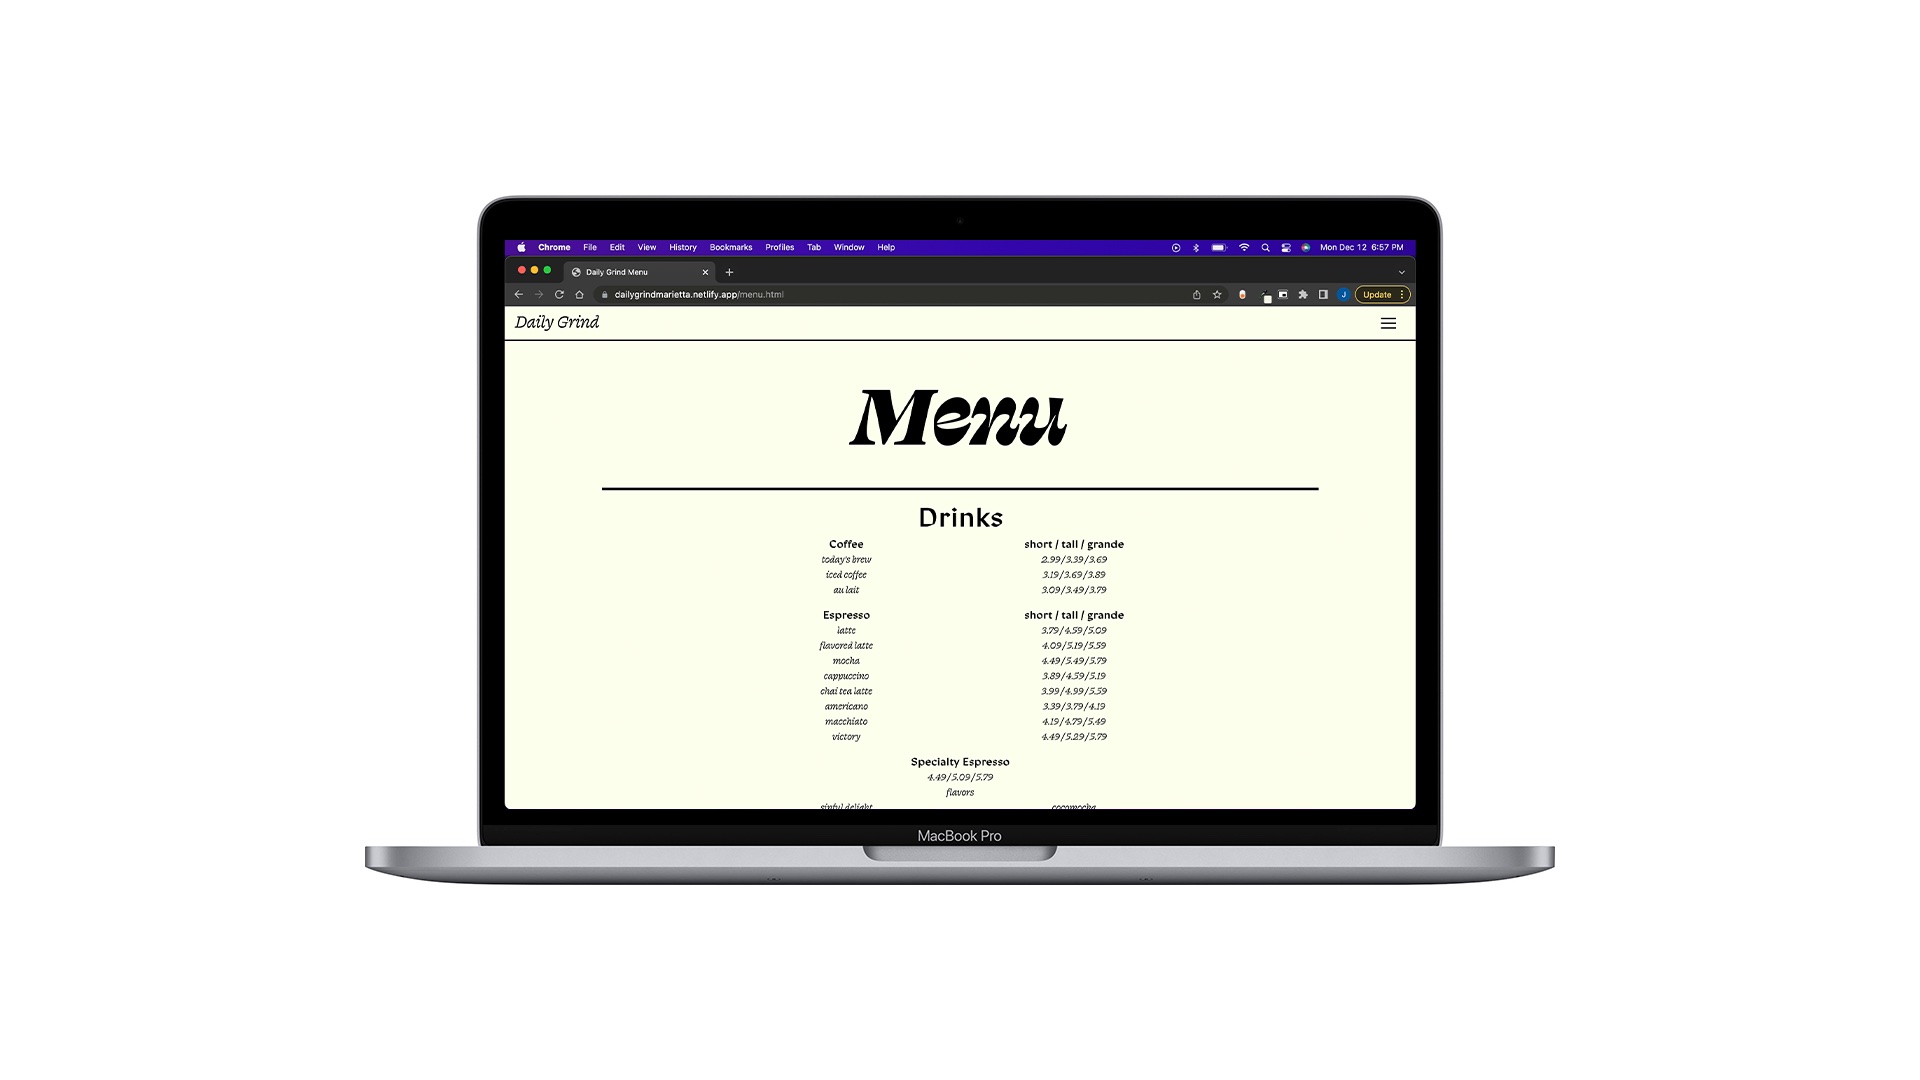 Chrome File Edit View History Bookmarks Profiles Tab Window Help Mon Dec 12 6:57 PM
Daily Grind Menu
dailygrindmarietta.netlify.app/menu.html J Update
Daily Grind
Menu
Drinks
Coffee short / tall / grande
today's brew 2.99/3.39/3.69
iced coffee 3.19/3.69/3.89
au lait 3.09/3.49/3.79
Espresso short / tall / grande
latte 3.79/4.59/5.09
flavored latte 4.09/5.19/5.59
mocha 4.49/5.49/5.79
cappuccino 3.89/4.59/5.19
chai tea latte 3.99/4.99/5.59
americano 3.39/3.79/4.19
macchiato 4.19/4.79/5.49
victory 4.49/5.29/5.79
Specialty Espresso
4.49/5.09/5.79
flavors
sinful delight cocomocha
MacBook Pro